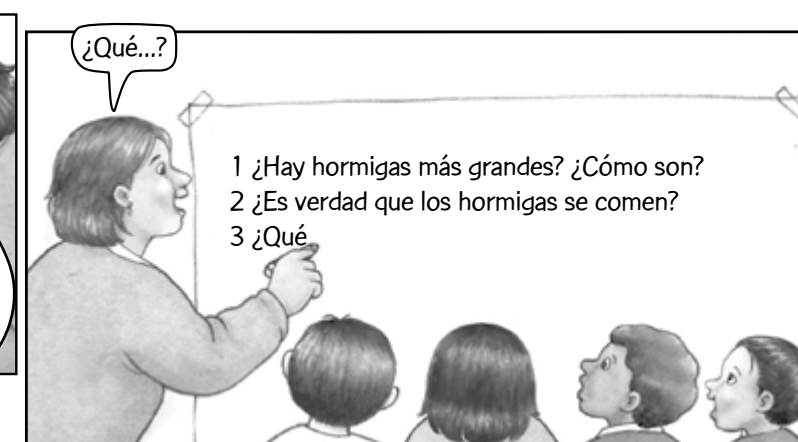 ¿Qué...?
1 ¿Hay hormigas más grandes? ¿Cómo son?
2 ¿Es verdad que los hormigas se comen?
3 ¿Qué